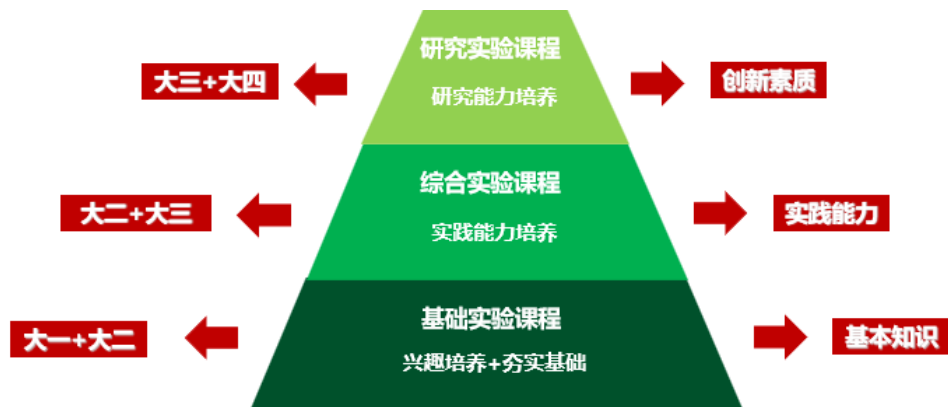 研究实验课程
大三+大四
创新素质
研究能力培养
综合实验课程
大二+大三
实践能力
实践能力培养
基础实验课程
大一+大二
基本知识
兴趣培养+夯实基础